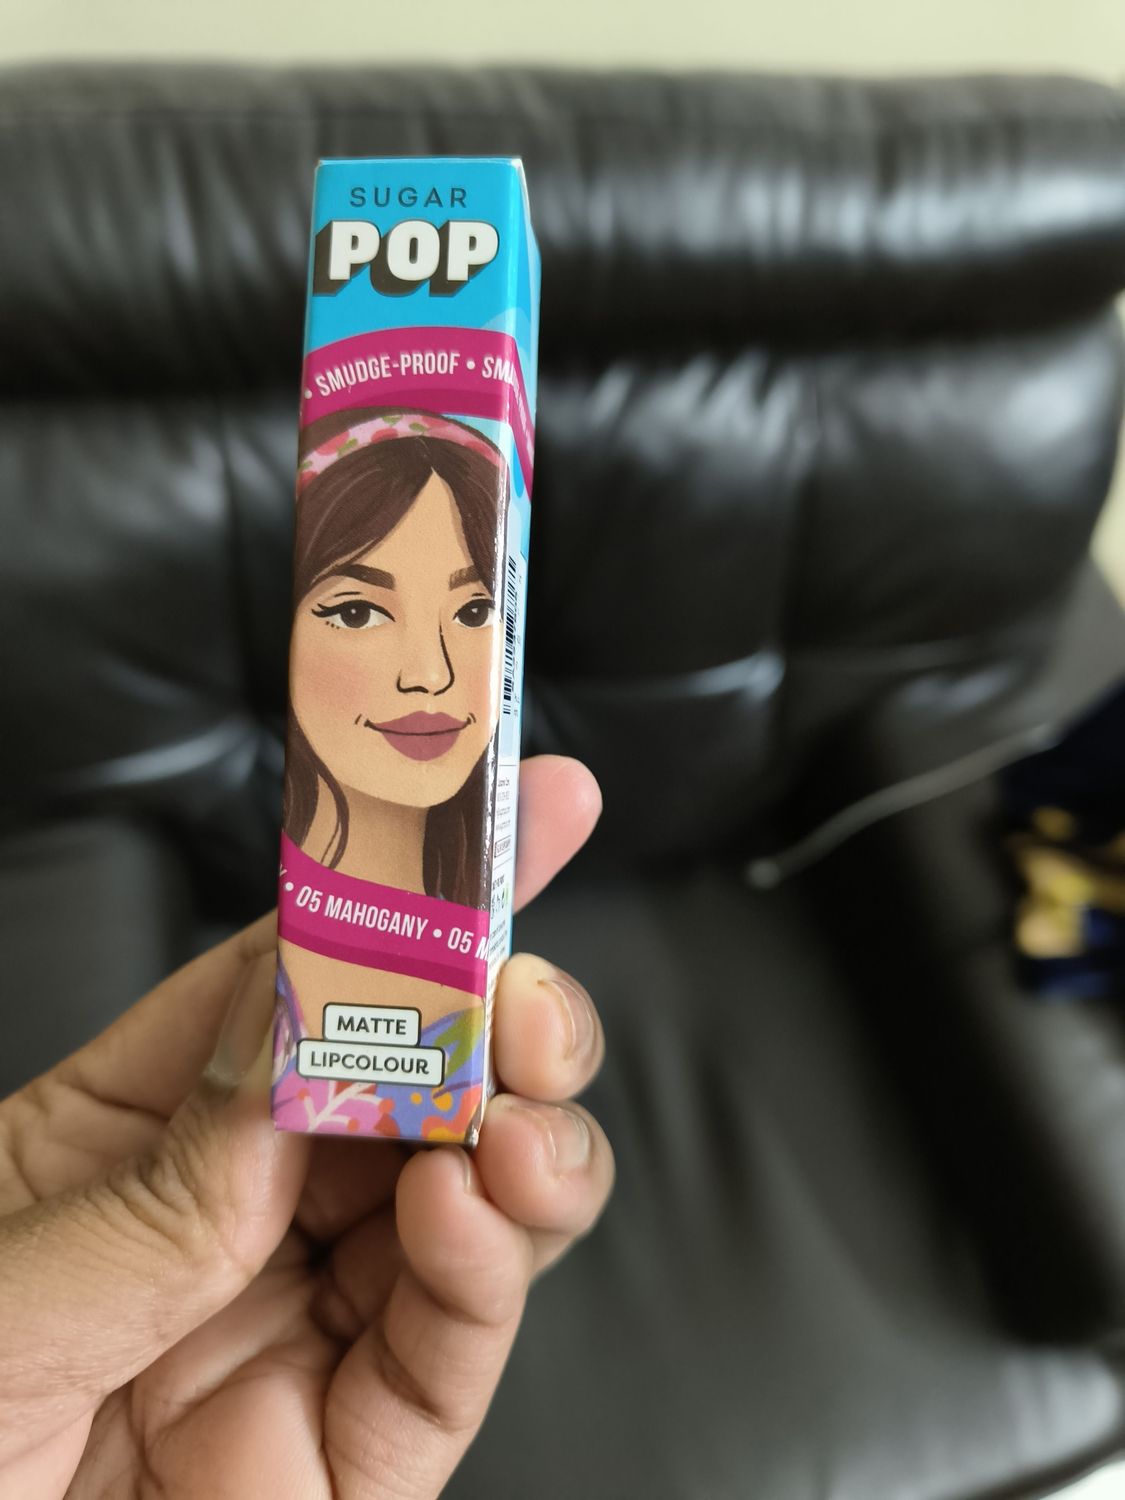 SUGAR
POP
• SMUDGE-PROOF • SM
• 05 MAHOGANY • 05 M
MATTE
LIPCOLOUR